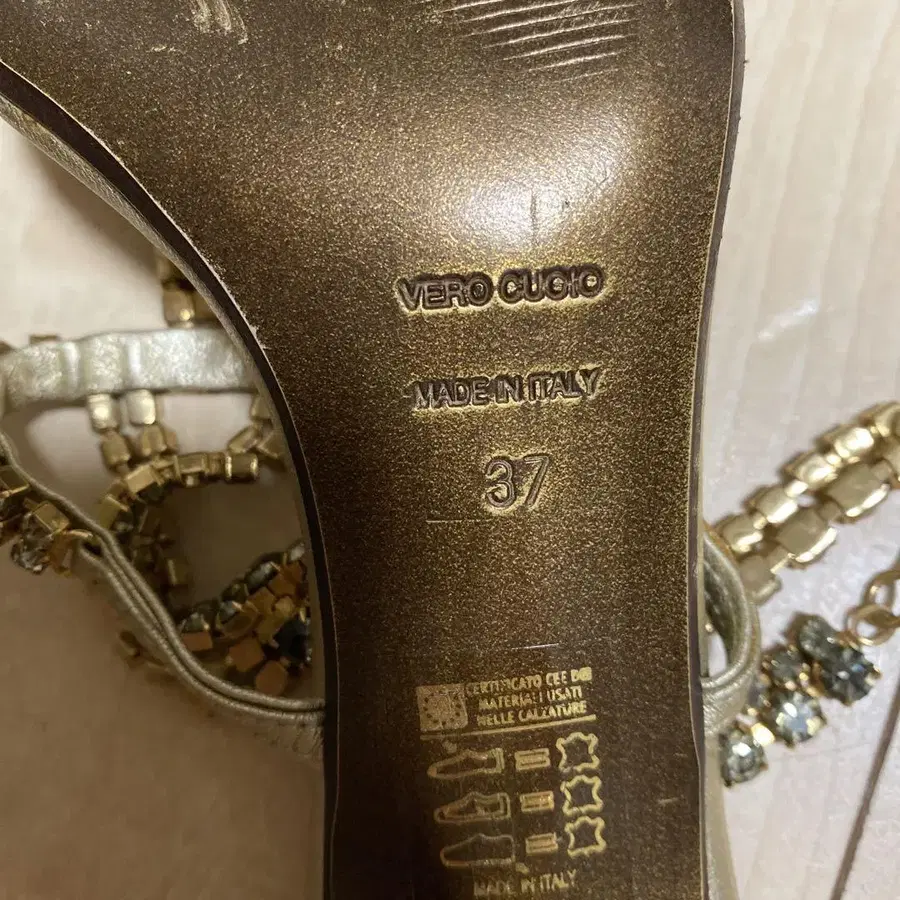 VERO CUOIO
MADE IN ITALY
37
CERTIFICATO CEE DEI
MATERIALI USATI
NELLE CALZATURE
MADE IN ITALY